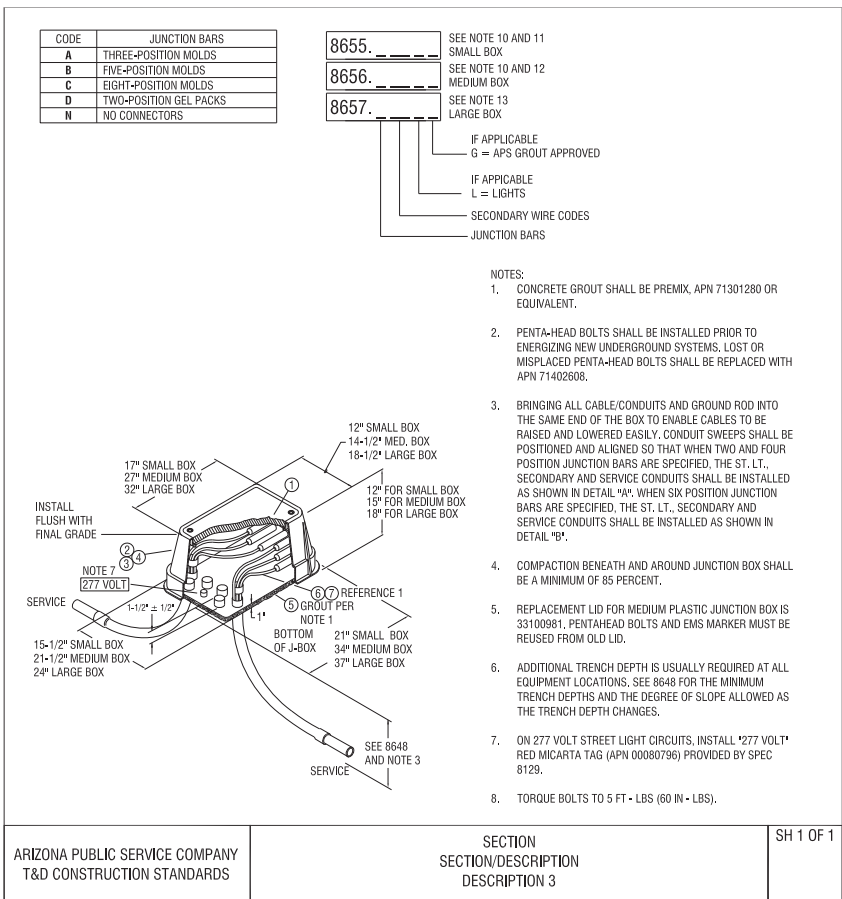 CODE JUNCTION BARS
A THREE-POSITION MOLDS
B FIVE-POSITION MOLDS
C EIGHT-POSITION MOLDS
D TWO-POSITION GEL PACKS
N NO CONNECTORS
8655._ _ _ _
SEE NOTE 10 AND 11
SMALL BOX
8656._ _ _ _
SEE NOTE 10 AND 12
MEDIUM BOX
8657._ _ _ _
SEE NOTE 13
LARGE BOX
IF APPLICABLE
G = APS GROUT APPROVED
IF APPICABLE
L = LIGHTS
SECONDARY WIRE CODES
JUNCTION BARS
NOTES:
1. CONCRETE GROUT SHALL BE PREMIX, APN 71301280 OR
EQUIVALENT.
2. PENTA-HEAD BOLTS SHALL BE INSTALLED PRIOR TO
ENERGIZING NEW UNDERGROUND SYSTEMS. LOST OR
MISPLACED PENTA-HEAD BOLTS SHALL BE REPLACED WITH
APN 71402608.
3. BRINGING ALL CABLE/CONDUITS AND GROUND ROD INTO
THE SAME END OF THE BOX TO ENABLE CABLES TO BE
RAISED AND LOWERED EASILY. CONDUIT SWEEPS SHALL BE
POSITIONED AND ALIGNED SO THAT WHEN TWO AND FOUR
POSITION JUNCTION BARS ARE SPECIFIED, THE ST. LT.,
SECONDARY AND SERVICE CONDUITS SHALL BE INSTALLED
AS SHOWN IN DETAIL "A". WHEN SIX POSITION JUNCTION
BARS ARE SPECIFIED, THE ST. LT., SECONDARY AND
SERVICE CONDUITS SHALL BE INSTALLED AS SHOWN IN
DETAIL "B".
4. COMPACTION BENEATH AND AROUND JUNCTION BOX SHALL
BE A MINIMUM OF 85 PERCENT.
5. REPLACEMENT LID FOR MEDIUM PLASTIC JUNCTION BOX IS
33100981. PENTAHEAD BOLTS AND EMS MARKER MUST BE
REUSED FROM OLD LID.
6. ADDITIONAL TRENCH DEPTH IS USUALLY REQUIRED AT ALL
EQUIPMENT LOCATIONS. SEE 8648 FOR THE MINIMUM
TRENCH DEPTHS AND THE DEGREE OF SLOPE ALLOWED AS
THE TRENCH DEPTH CHANGES.
7. ON 277 VOLT STREET LIGHT CIRCUITS, INSTALL "277 VOLT"
RED MICARTA TAG (APN 00080796) PROVIDED BY SPEC
8129.
8. TORQUE BOLTS TO 5 FT - LBS (60 IN - LBS).
12" SMALL BOX
14-1/2" MED. BOX
18-1/2" LARGE BOX
17" SMALL BOX
27" MEDIUM BOX
32" LARGE BOX
1
12" FOR SMALL BOX
15" FOR MEDIUM BOX
18" FOR LARGE BOX
INSTALL
FLUSH WITH
FINAL GRADE
2
3 4
NOTE 7
277 VOLT
SERVICE
1-1/2" ± 1/2"
6 7 REFERENCE 1
5 GROUT PER
NOTE 1
1"
BOTTOM
OF J-BOX
15-1/2" SMALL BOX
21-1/2" MEDIUM BOX
24" LARGE BOX
21" SMALL BOX
34" MEDIUM BOX
37" LARGE BOX
SEE 8648
AND NOTE 3
SERVICE
ARIZONA PUBLIC SERVICE COMPANY
T&D CONSTRUCTION STANDARDS
SECTION
SECTION/DESCRIPTION
DESCRIPTION 3
SH 1 OF 1